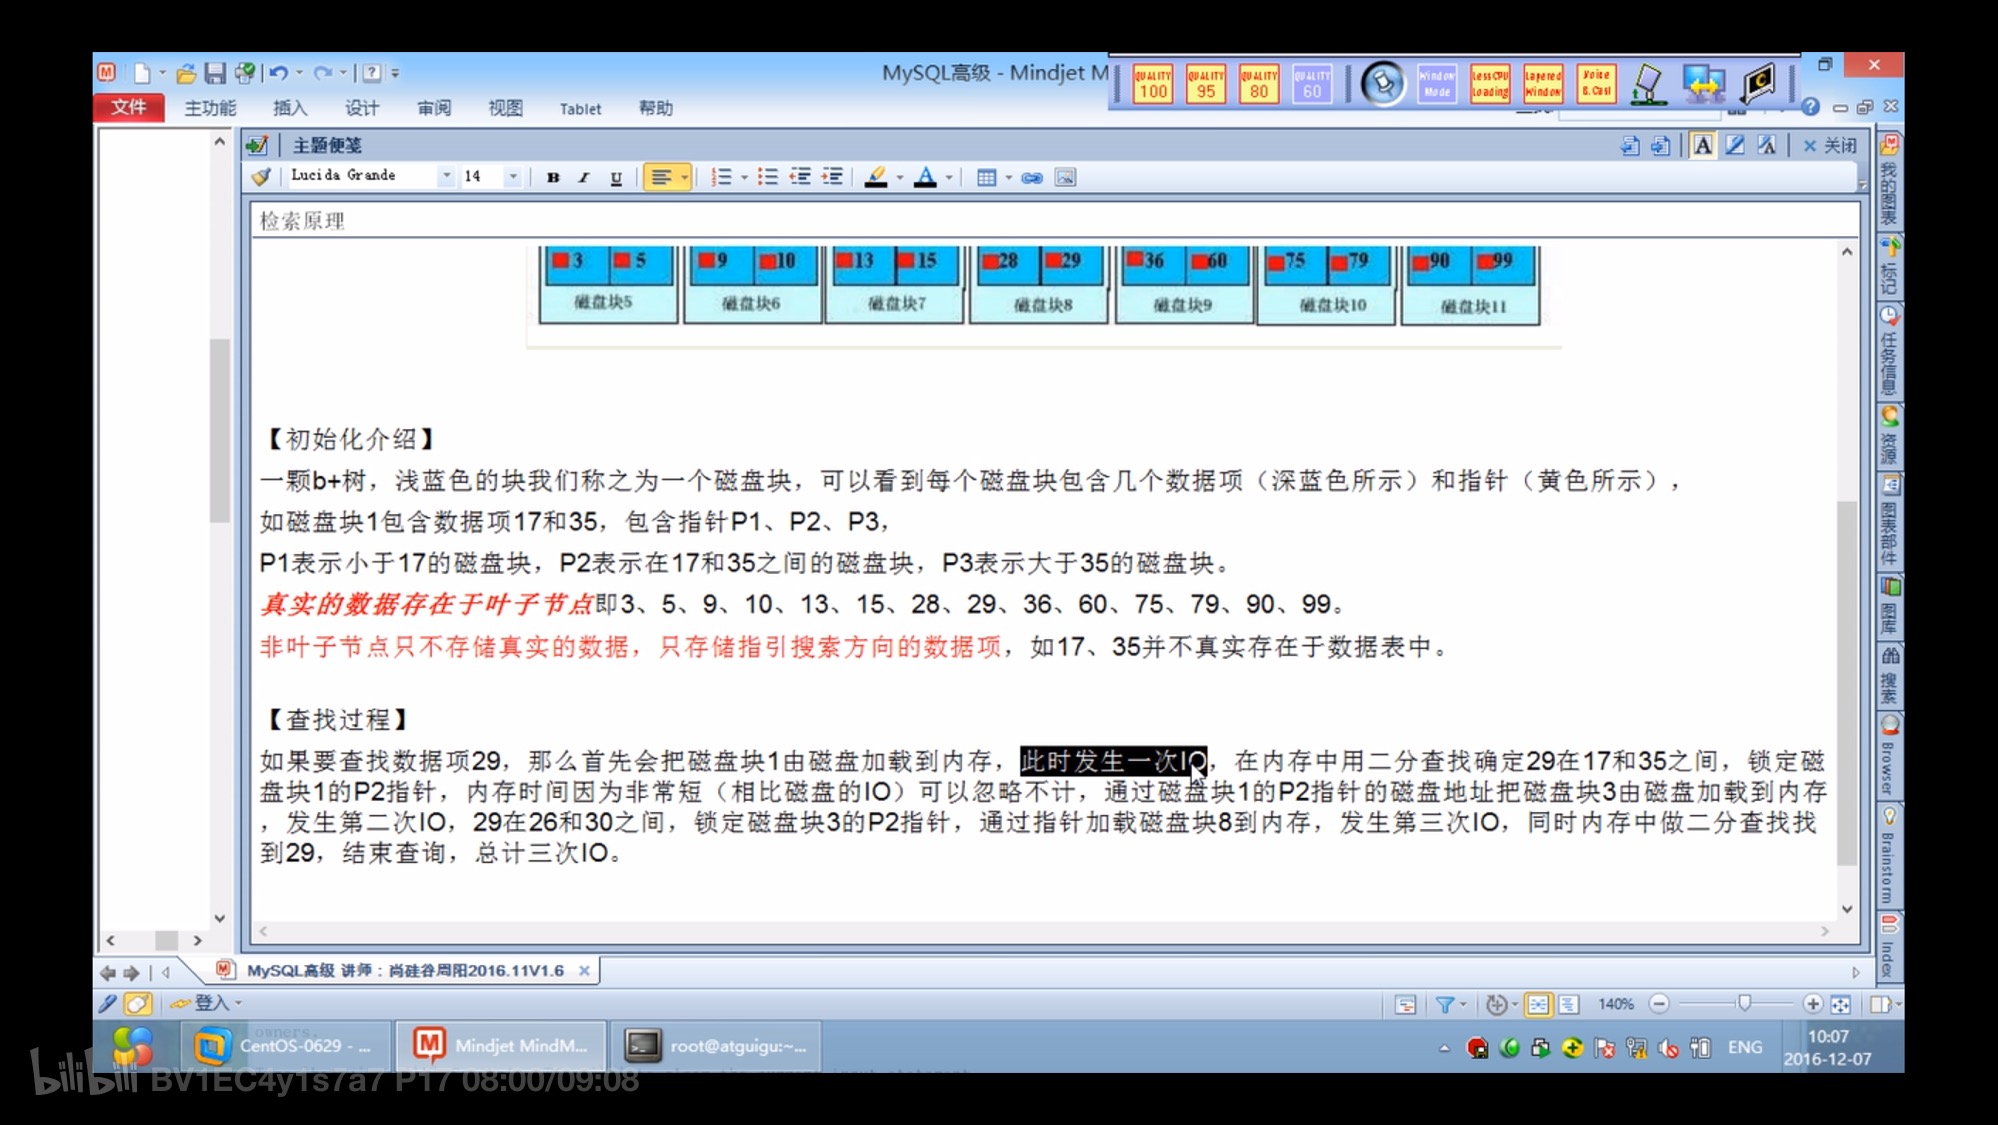 MySQL高级 - Mindjet M
QUALITY 100
QUALITY 95
QUALITY 80
QUALITY 60
Window Mode
LessCPU Loading
Layered Window
Voice B.Cast
文件 主功能 插入 设计 审阅 视图 Tablet 帮助
主题便笺
关闭
Lucida Grande 14 B I U
检索原理
3 5 9 10 13 15 28 29 36 60 75 79 90 99
磁盘块5 磁盘块6 磁盘块7 磁盘块8 磁盘块9 磁盘块10 磁盘块11
【初始化介绍】
一颗b+树，浅蓝色的块我们称之为一个磁盘块，可以看到每个磁盘块包含几个数据项（深蓝色所示）和指针（黄色所示），
如磁盘块1包含数据项17和35，包含指针P1、P2、P3，
P1表示小于17的磁盘块，P2表示在17和35之间的磁盘块，P3表示大于35的磁盘块。
真实的数据存在于叶子节点即3、5、9、10、13、15、28、29、36、60、75、79、90、99。
非叶子节点只不存储真实的数据，只存储指引搜索方向的数据项，如17、35并不真实存在于数据表中。
【查找过程】
如果要查找数据项29，那么首先会把磁盘块1由磁盘加载到内存，此时发生一次IO，在内存中用二分查找确定29在17和35之间，锁定磁
盘块1的P2指针，内存时间因为非常短（相比磁盘的IO）可以忽略不计，通过磁盘块1的P2指针的磁盘地址把磁盘块3由磁盘加载到内存
，发生第二次IO，29在26和30之间，锁定磁盘块3的P2指针，通过指针加载磁盘块8到内存，发生第三次IO，同时内存中做二分查找找
到29，结束查询，总计三次IO。
我的图表
标记
任务信息
资源
图表部件
图库
搜索
Browser
Brainstorm
Index
MySQL高级 讲师：尚硅谷周阳2016.11V1.6
登入
140%
CentOS-0629 - ...
Mindjet MindM...
root@atguigu:~...
ENG
10:07
2016-12-07
bilibili BV1EC4y1s7a7 P17 08:00/09:08